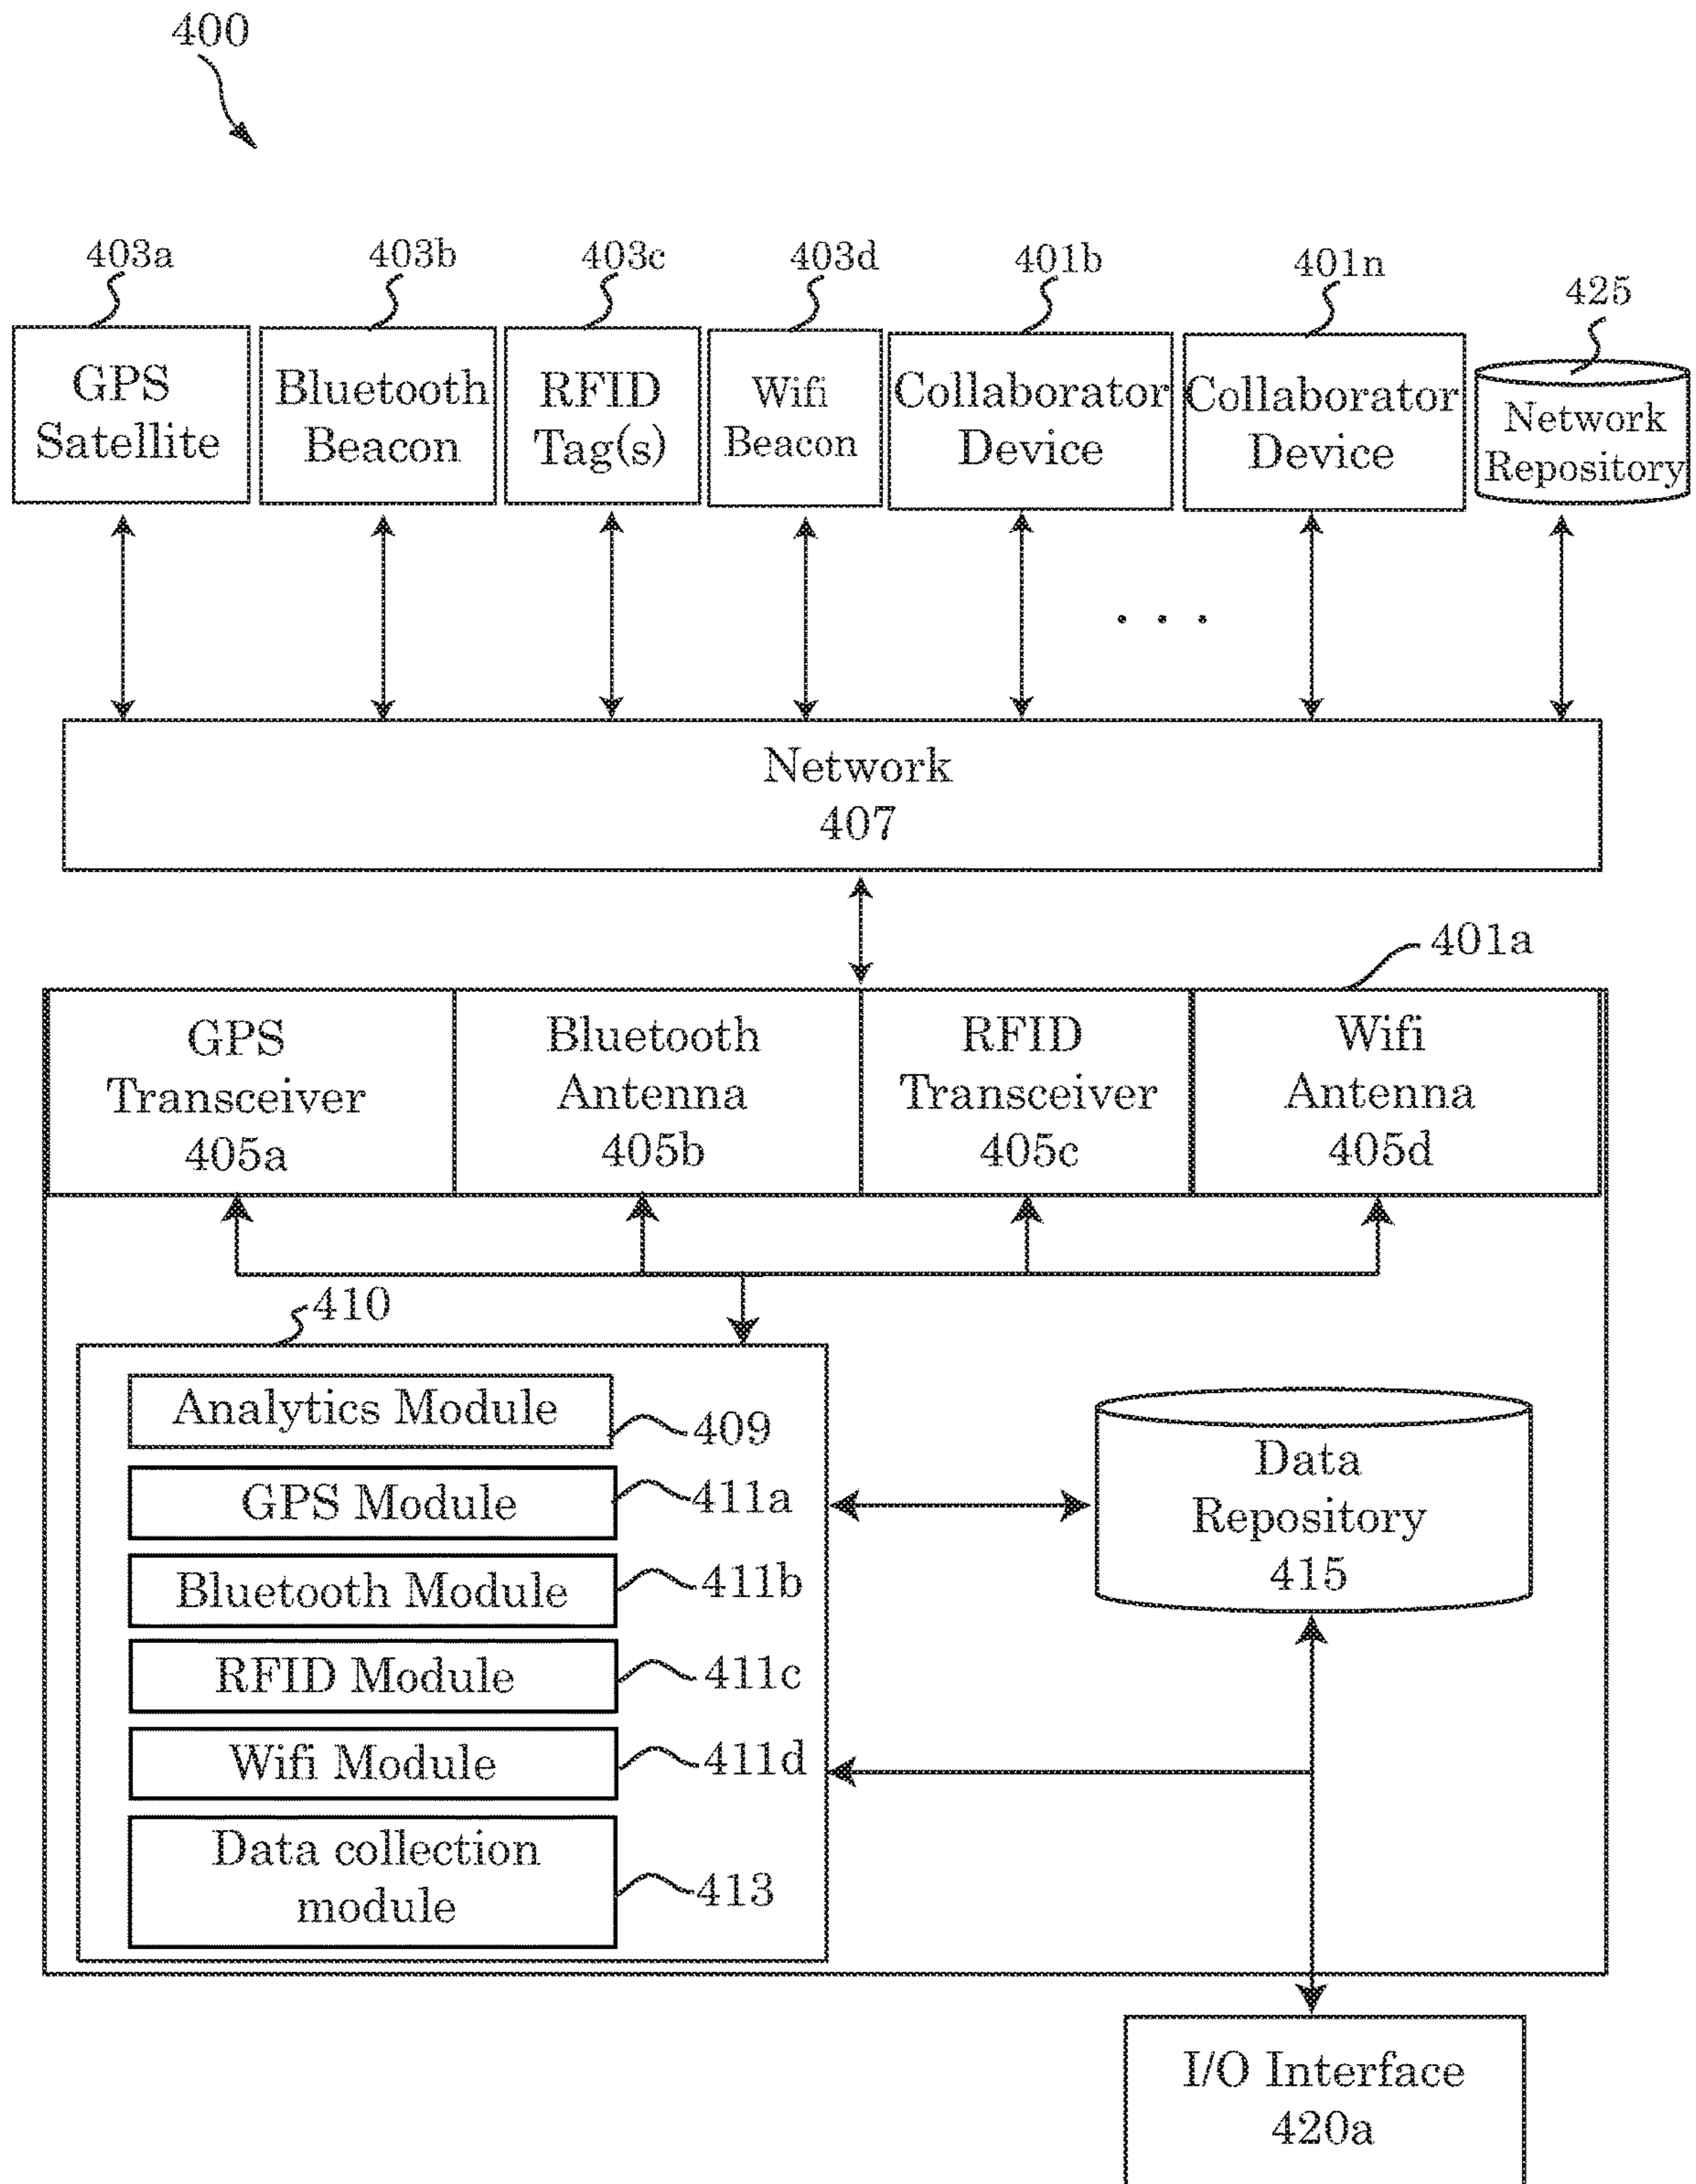 400
403a
403b
403c
403d
401b
401n
425
GPS
Satellite
Bluetooth
Beacon
RFID
Tag(s)
Wifi
Beacon
Collaborator
Device
Collaborator
Device
Network
Repository
. . .
Network
407
401a
GPS
Transceiver
405a
Bluetooth
Antenna
405b
RFID
Transceiver
405c
Wifi
Antenna
405d
410
Analytics Module
409
GPS Module
411a
Bluetooth Module
411b
RFID Module
411c
Wifi Module
411d
Data collection
module
413
Data
Repository
415
I/O Interface
420a